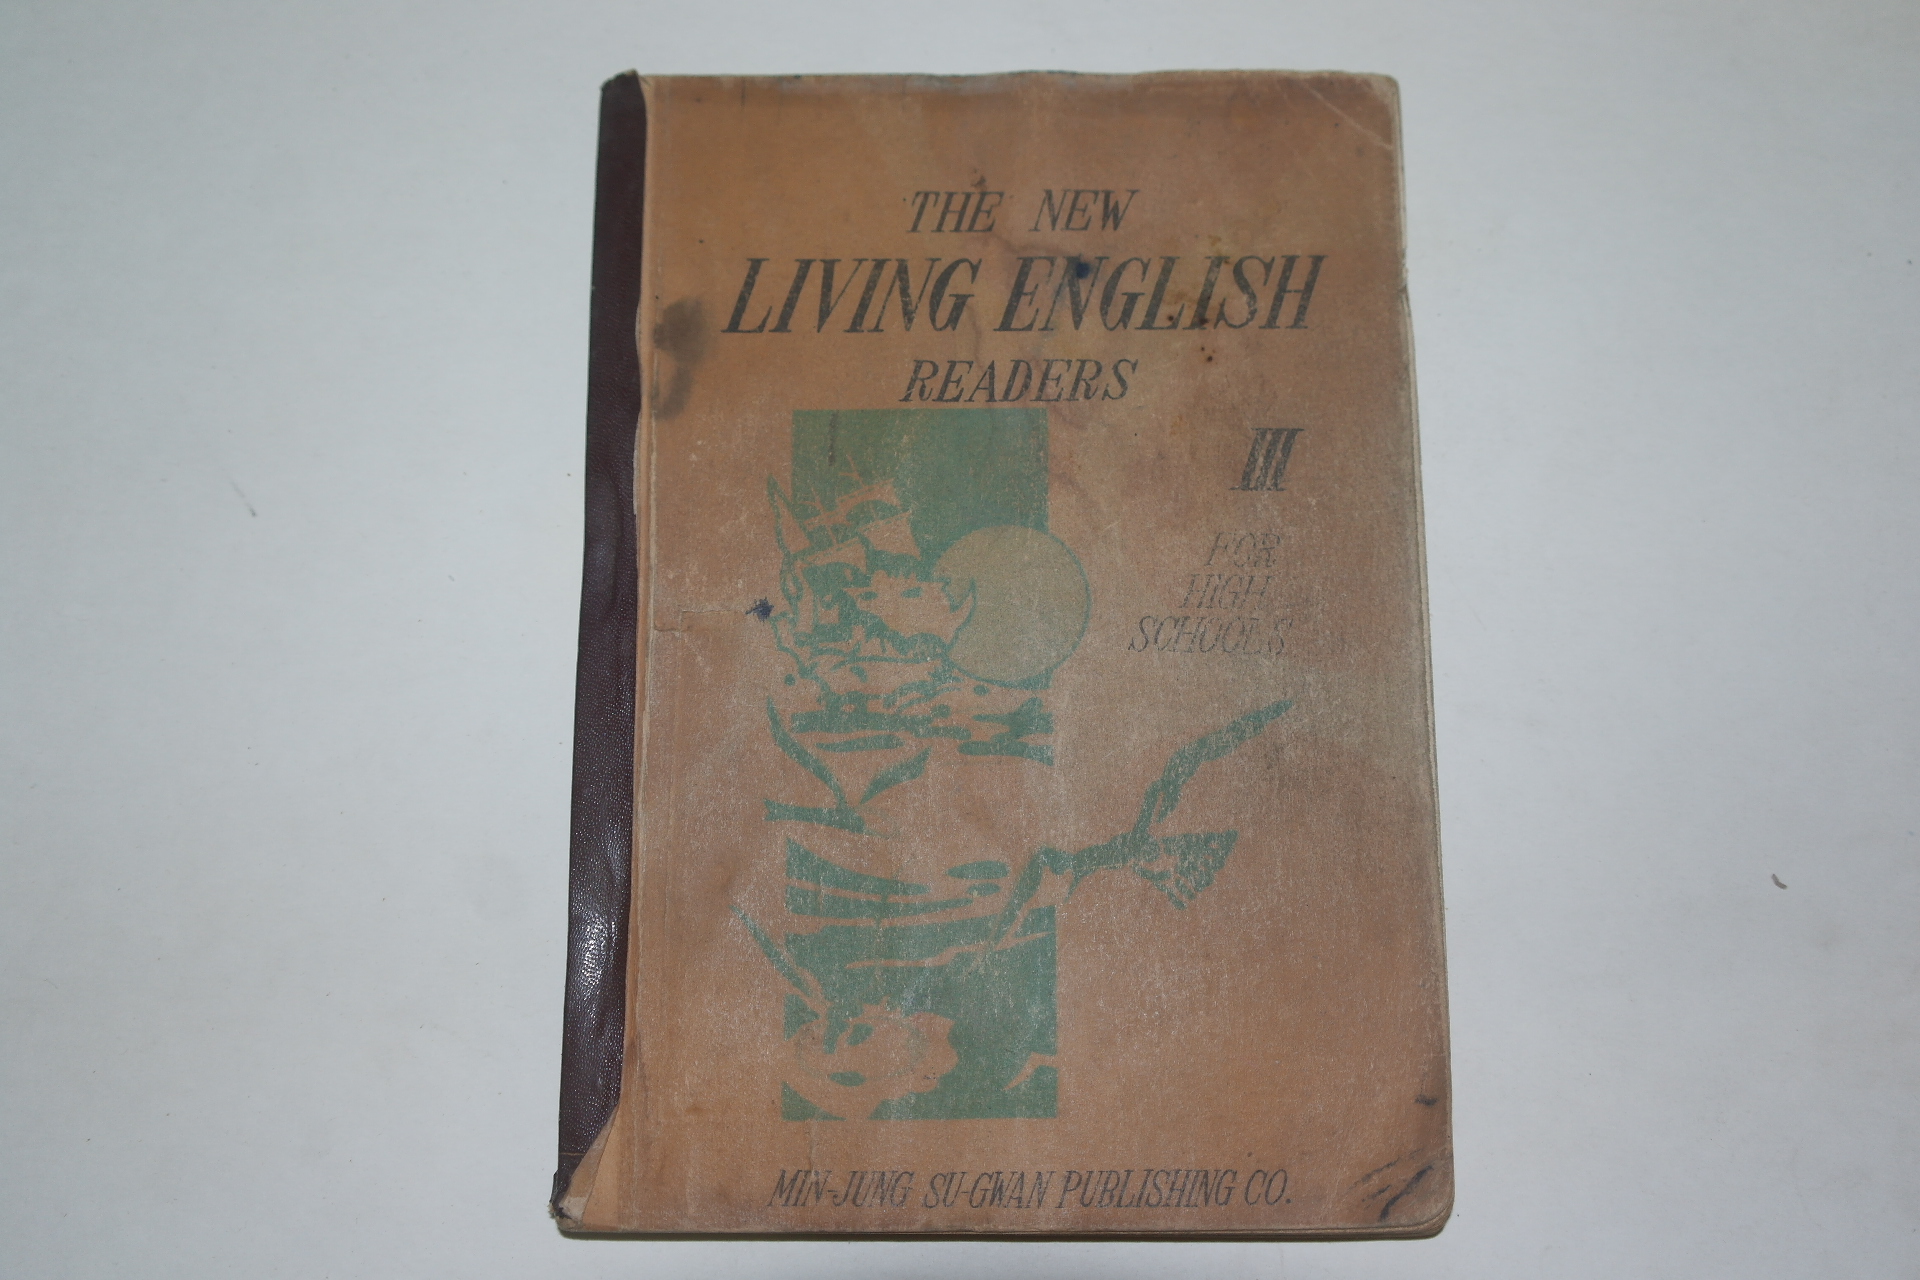 THE NEW
LIVING ENGLISH
READERS
III
FOR
HIGH
SCHOOLS
MIN-JUNG SU-GWAN PUBLISHING CO.